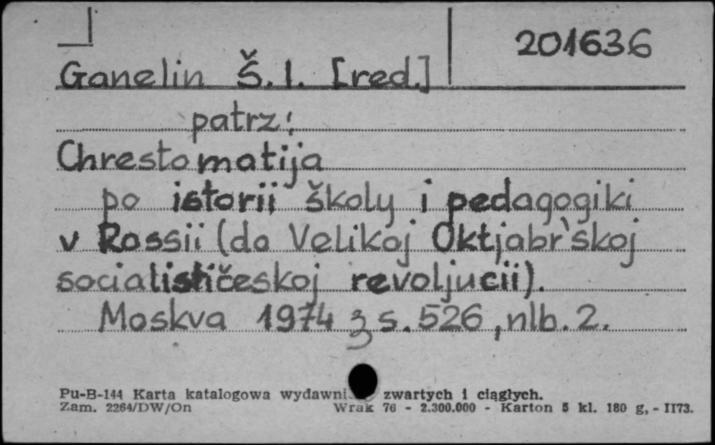 201636
Ganelin Š. I. [red.]
patrz:
Chrestomatija
po istorii školy i pedagogiki
v Rossii (do Velikoj Oktjabr'skoj
socialističeskoj revoljucii).
Moskva 1974 s. 526, nlb. 2.
Pu-B-144 Karta katalogowa wydawni zwartych i ciągłych.
Zam. 2264/DW/On Wrak 76 - 2.300.000 - Karton 5 kl. 180 g, - II73.